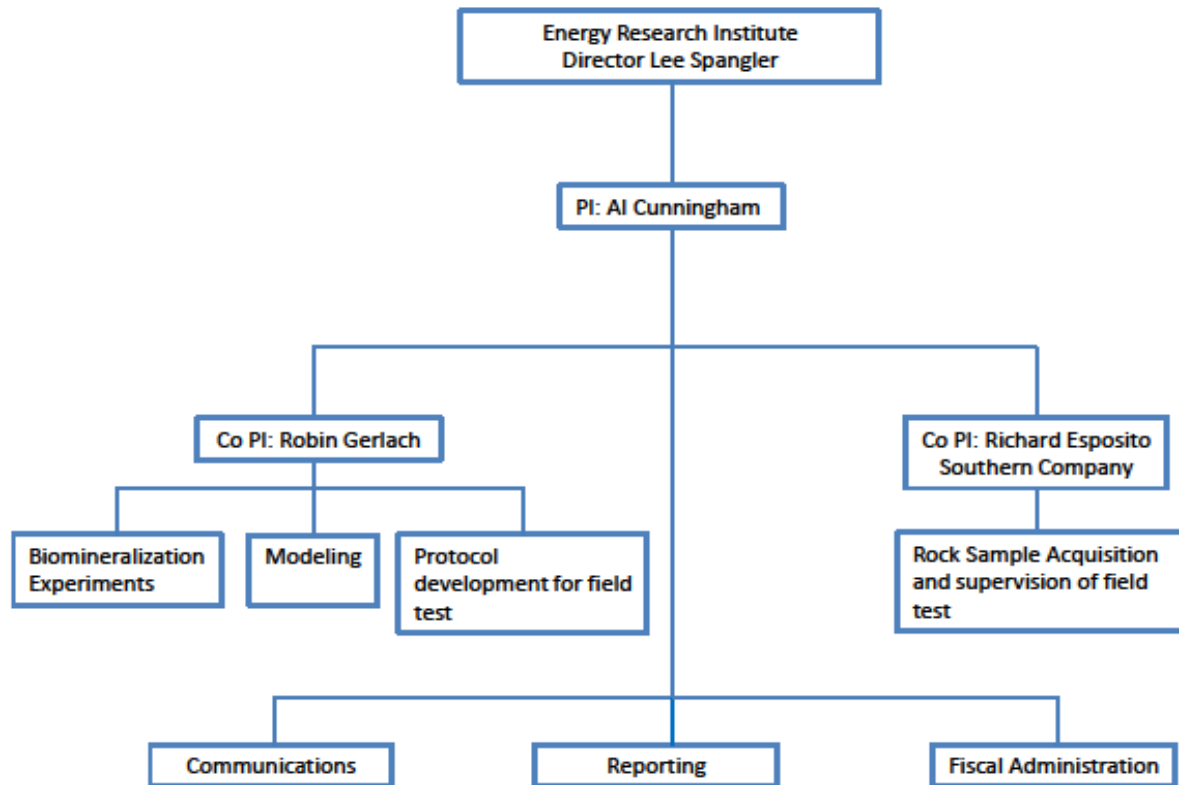 Energy Research Institute
Director Lee Spangler
PI: Al Cunningham
Co PI: Robin Gerlach
Co PI: Richard Esposito
Southern Company
Biomineralization
Experiments
Modeling
Protocol
development for field
test
Rock Sample Acquisition
and supervision of field
test
Communications
Reporting
Fiscal Administration